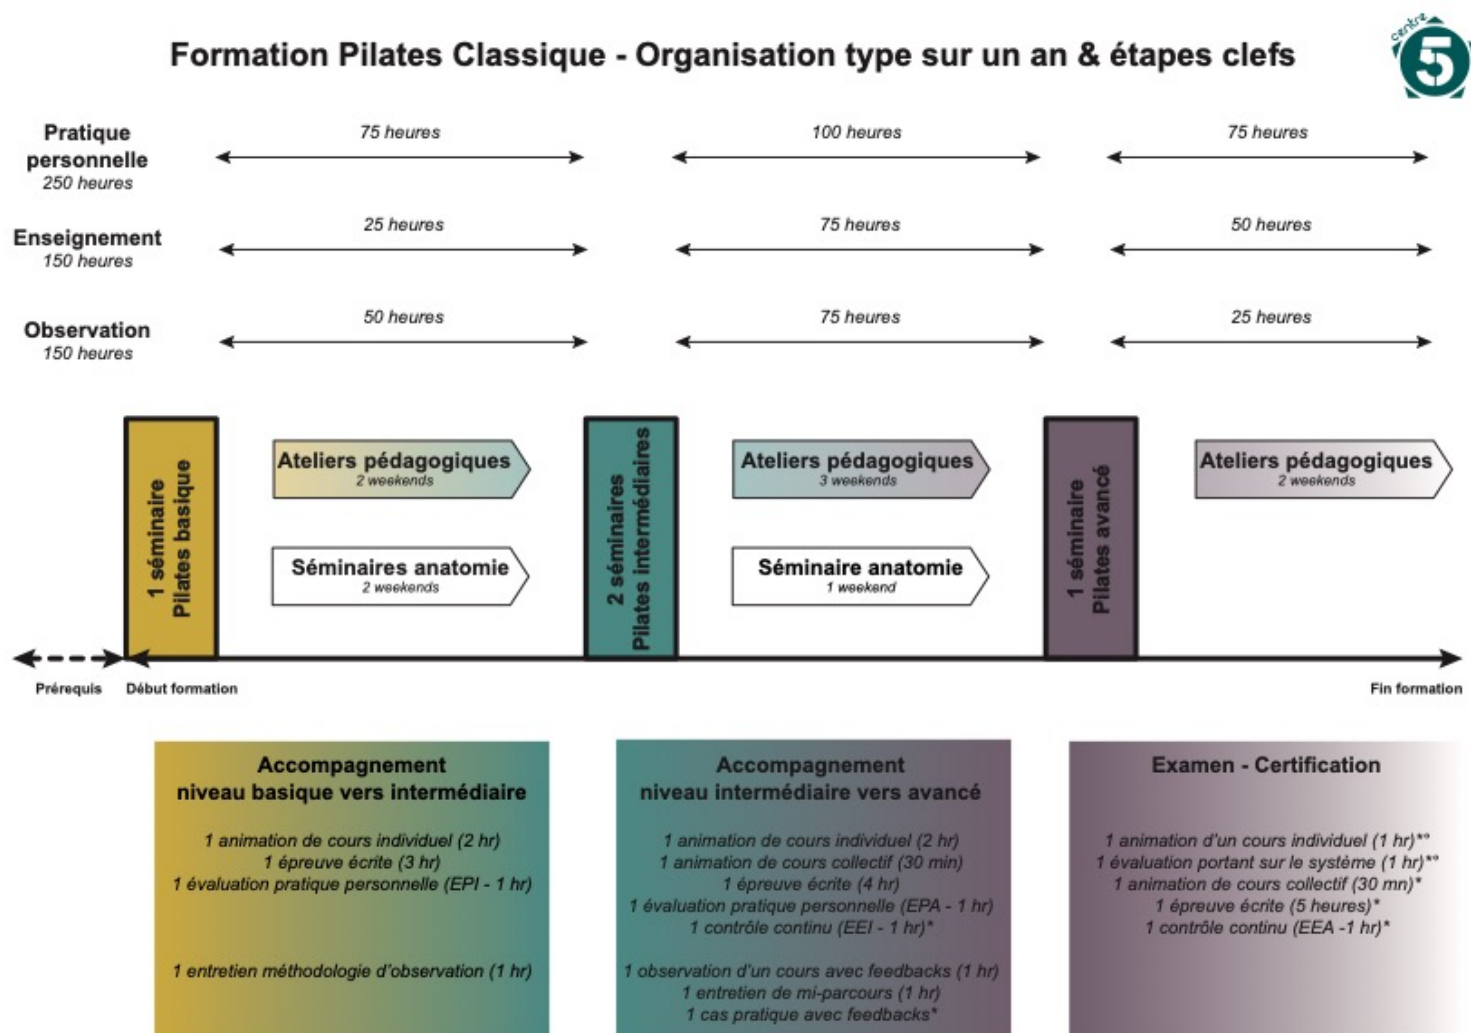 Formation Pilates Classique - Organisation type sur un an & étapes clefs
centre
5
Pratique
personnelle
250 heures
75 heures
100 heures
75 heures
Enseignement
150 heures
25 heures
75 heures
50 heures
Observation
150 heures
50 heures
75 heures
25 heures
1 séminaire
Pilates basique
Ateliers pédagogiques
2 weekends
Séminaires anatomie
2 weekends
2 séminaires
Pilates intermédiaires
Ateliers pédagogiques
3 weekends
Séminaire anatomie
1 weekend
1 séminaire
Pilates avancé
Ateliers pédagogiques
2 weekends
Prérequis
Début formation
Fin formation
Accompagnement
niveau basique vers intermédiaire
1 animation de cours individuel (2 hr)
1 épreuve écrite (3 hr)
1 évaluation pratique personnelle (EPI - 1 hr)
1 entretien méthodologie d'observation (1 hr)
Accompagnement
niveau intermédiaire vers avancé
1 animation de cours individuel (2 hr)
1 animation de cours collectif (30 min)
1 épreuve écrite (4 hr)
1 évaluation pratique personnelle (EPA - 1 hr)
1 contrôle continu (EEI - 1 hr)*
1 observation d'un cours avec feedbacks (1 hr)
1 entretien de mi-parcours (1 hr)
1 cas pratique avec feedbacks*
Examen - Certification
1 animation d'un cours individuel (1 hr)*°
1 évaluation portant sur le système (1 hr)*°
1 animation de cours collectif (30 mn)*
1 épreuve écrite (5 heures)*
1 contrôle continu (EEA -1 hr)*